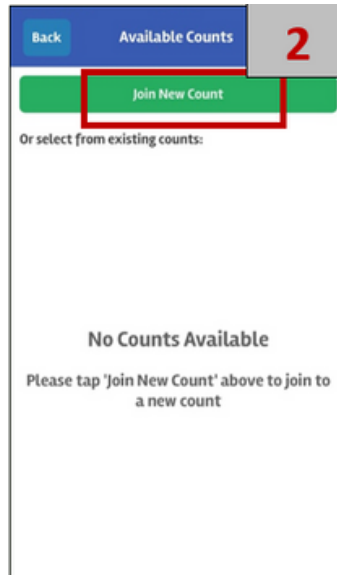 Back
Available Counts
2
Join New Count
Or select from existing counts:
No Counts Available
Please tap 'Join New Count' above to join to
a new count